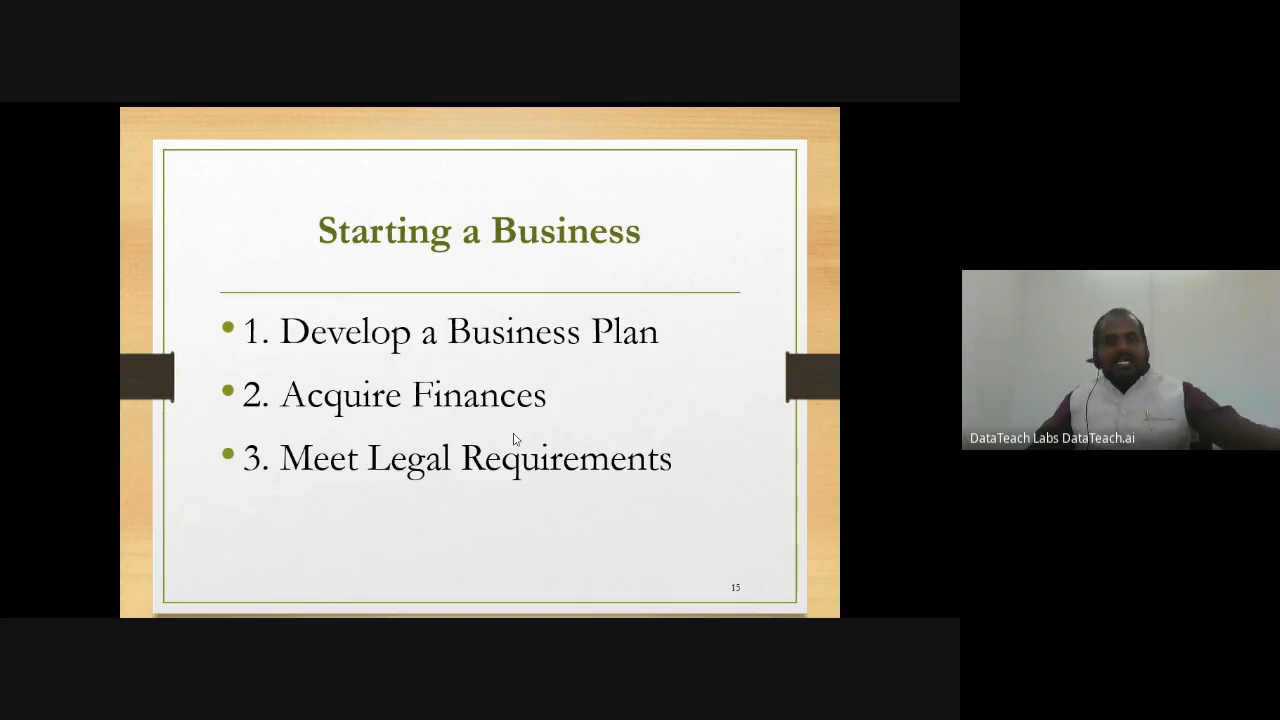 Starting a Business
• 1. Develop a Business Plan
• 2. Acquire Finances
• 3. Meet Legal Requirements
15
DataTeach Labs DataTeach.ai